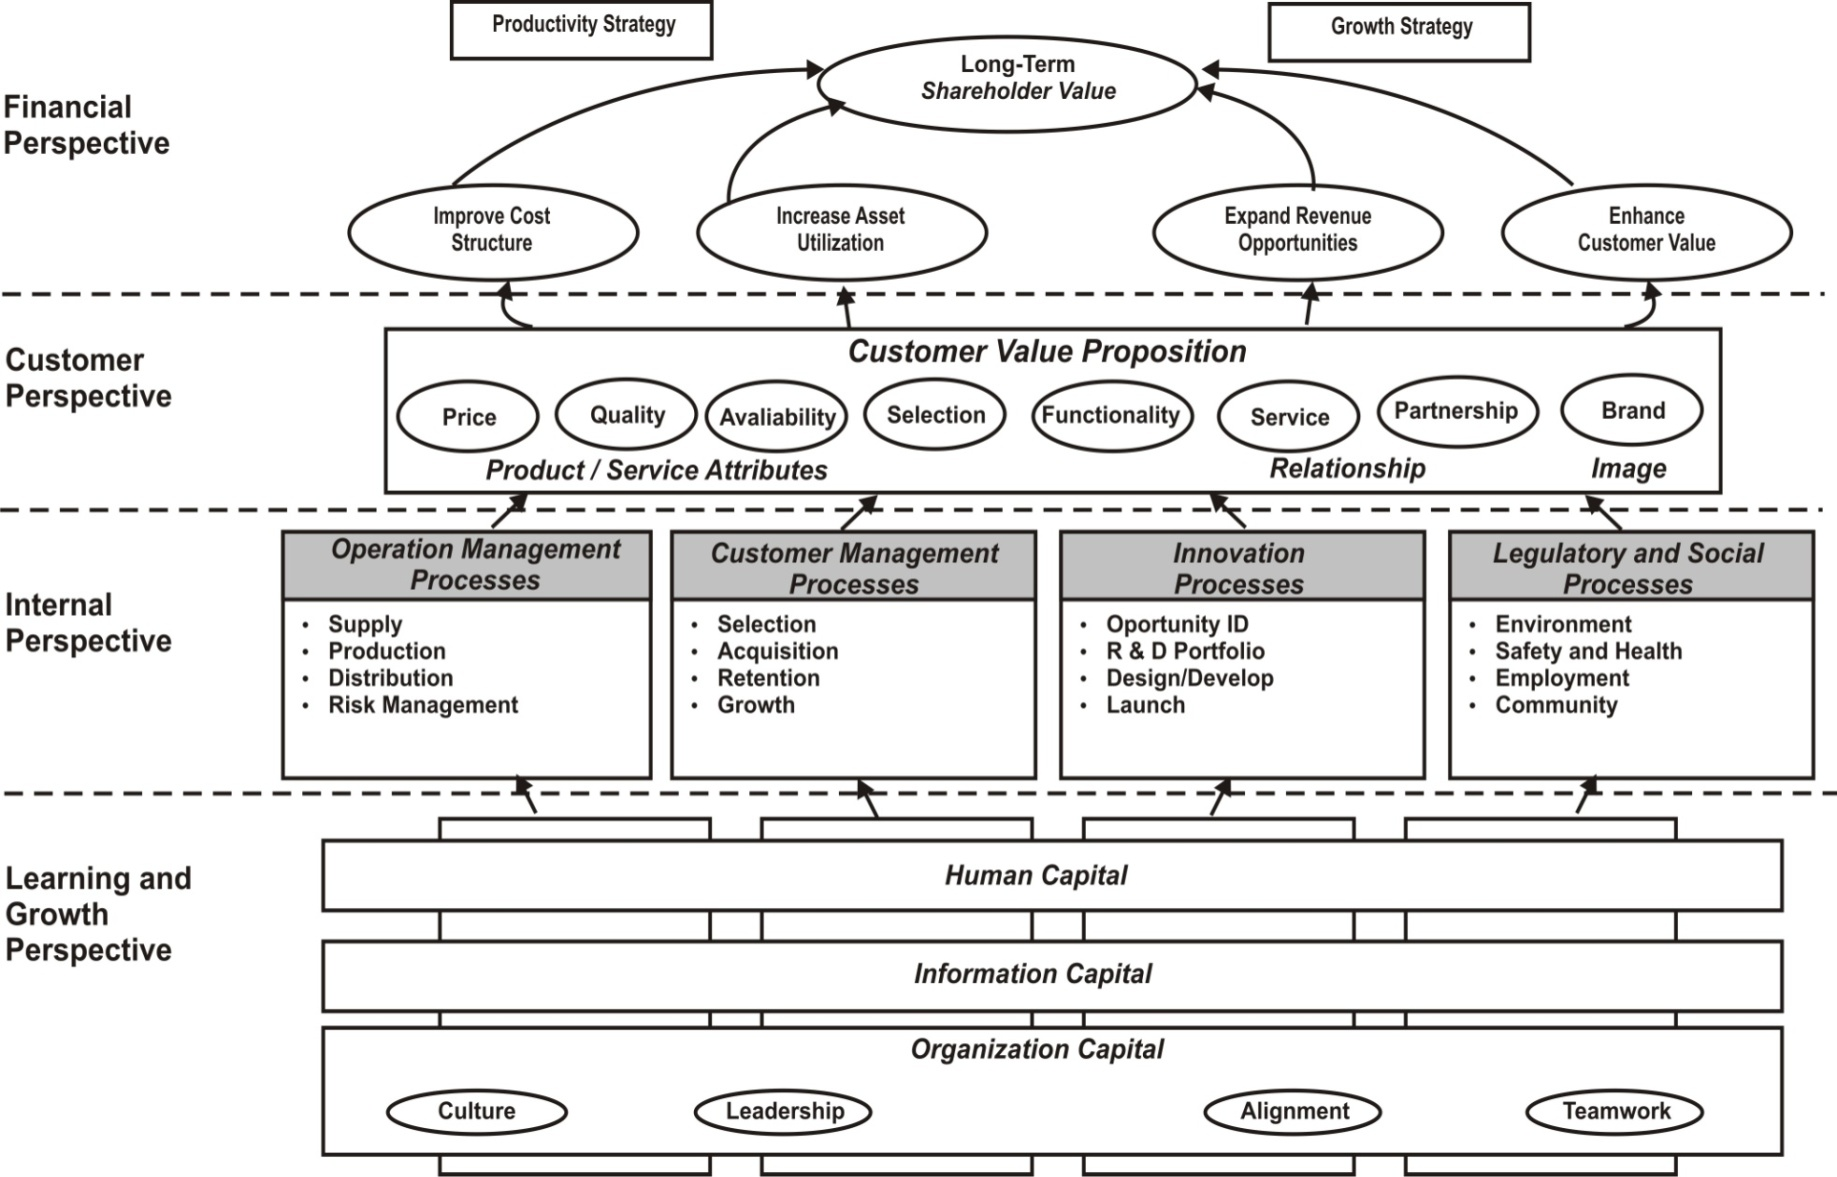 Productivity Strategy
Growth Strategy
Long-Term
Shareholder Value
Financial
Perspective
Improve Cost
Structure
Increase Asset
Utilization
Expand Revenue
Opportunities
Enhance
Customer Value
Customer
Perspective
Customer Value Proposition
Price
Quality
Avaliability
Selection
Functionality
Service
Partnership
Brand
Product / Service Attributes
Relationship
Image
Internal
Perspective
Operation Management
Processes
• Supply
• Production
• Distribution
• Risk Management
Customer Management
Processes
• Selection
• Acquisition
• Retention
• Growth
Innovation
Processes
• Oportunity ID
• R & D Portfolio
• Design/Develop
• Launch
Legulatory and Social
Processes
• Environment
• Safety and Health
• Employment
• Community
Learning and
Growth
Perspective
Human Capital
Information Capital
Organization Capital
Culture
Leadership
Alignment
Teamwork